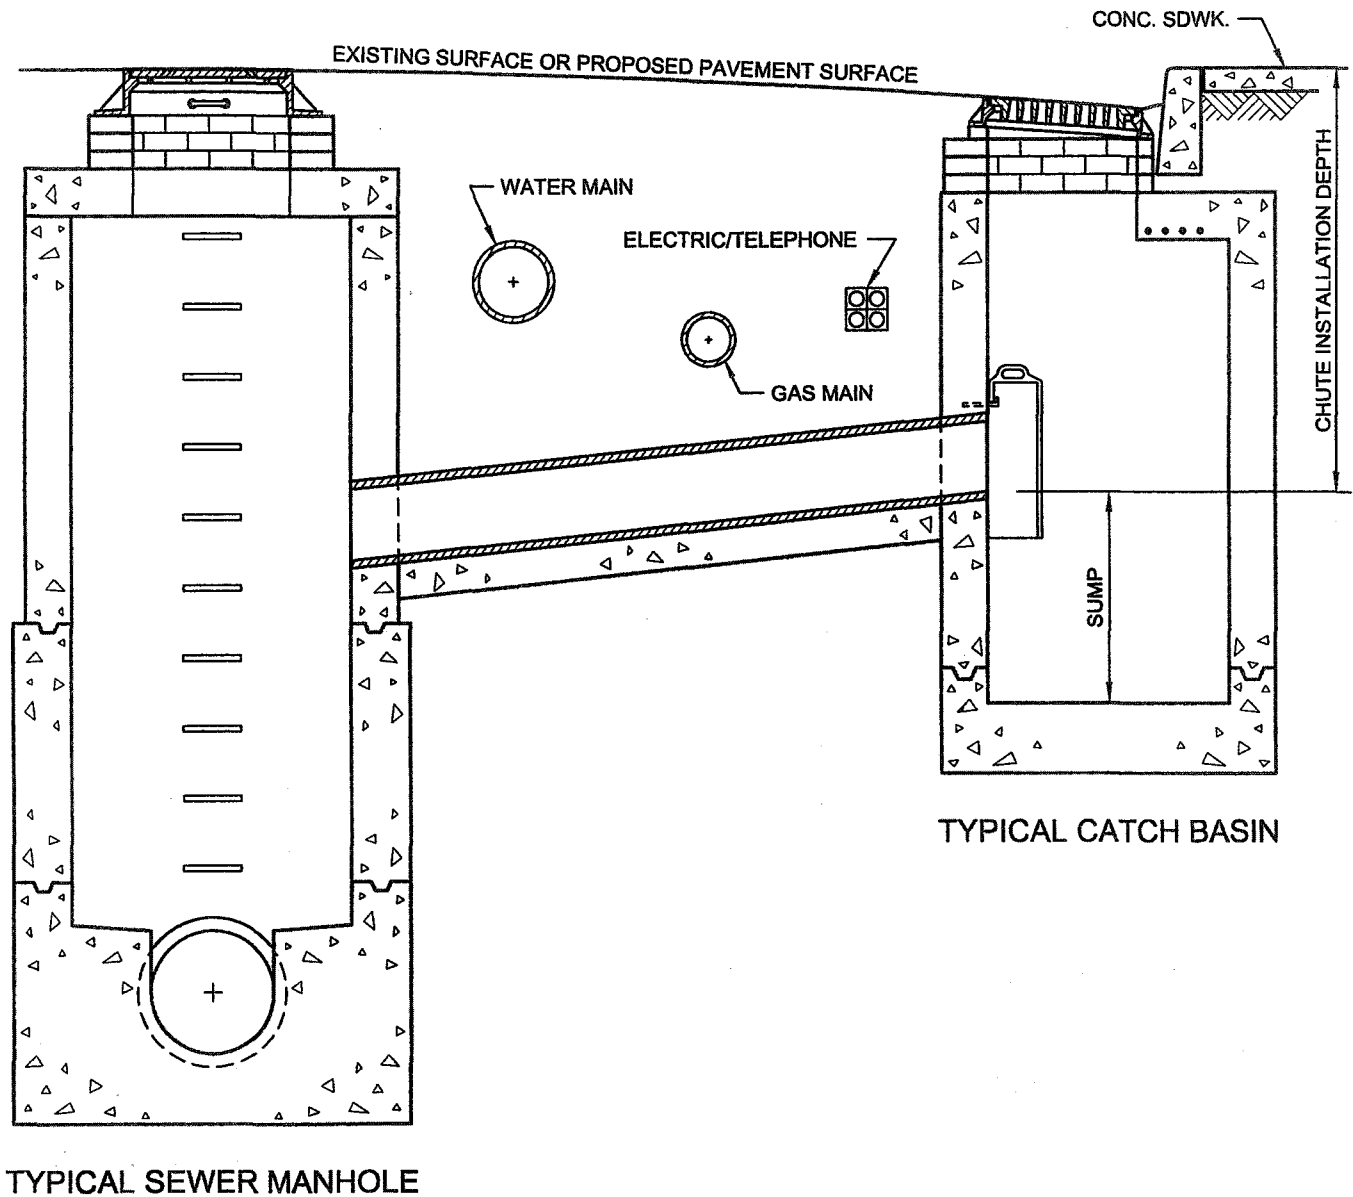 CONC. SDWK.
EXISTING SURFACE OR PROPOSED PAVEMENT SURFACE
WATER MAIN
ELECTRIC/TELEPHONE
GAS MAIN
CHUTE INSTALLATION DEPTH
SUMP
TYPICAL CATCH BASIN
TYPICAL SEWER MANHOLE